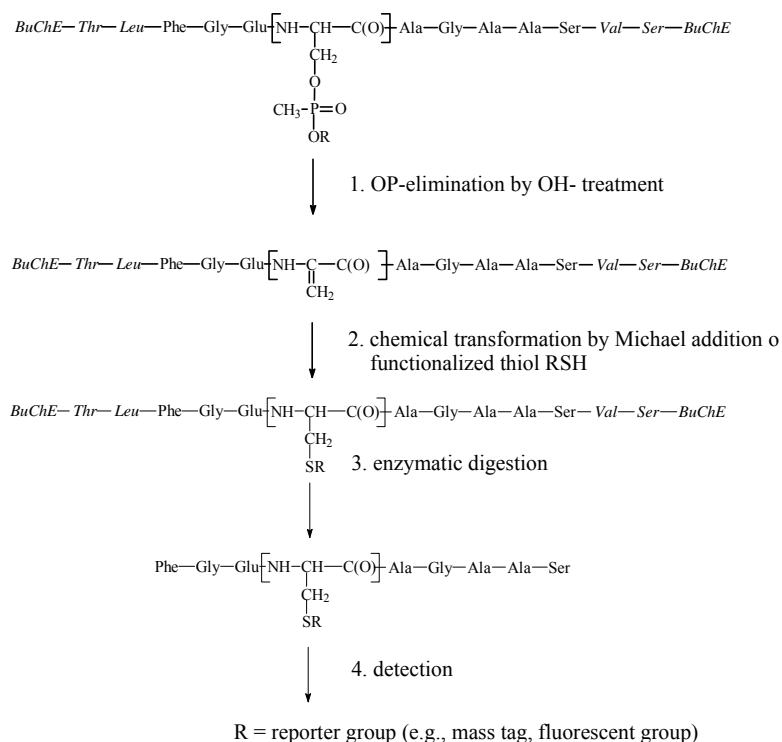 BuChE—Thr—Leu—Phe—Gly—Glu[NH—CH—C(O)]Ala—Gly—Ala—Ala—Ser—Val—Ser—BuChE
CH2
O
CH3—P=O
OR
1. OP-elimination by OH- treatment
BuChE—Thr—Leu—Phe—Gly—Glu[NH—C—C(O)]Ala—Gly—Ala—Ala—Ser—Val—Ser—BuChE
CH2
2. chemical transformation by Michael addition o
functionalized thiol RSH
BuChE—Thr—Leu—Phe—Gly—Glu[NH—CH—C(O)]Ala—Gly—Ala—Ala—Ser—Val—Ser—BuChE
CH2
SR
3. enzymatic digestion
Phe—Gly—Glu[NH—CH—C(O)]Ala—Gly—Ala—Ala—Ser
CH2
SR
4. detection
R = reporter group (e.g., mass tag, fluorescent group)